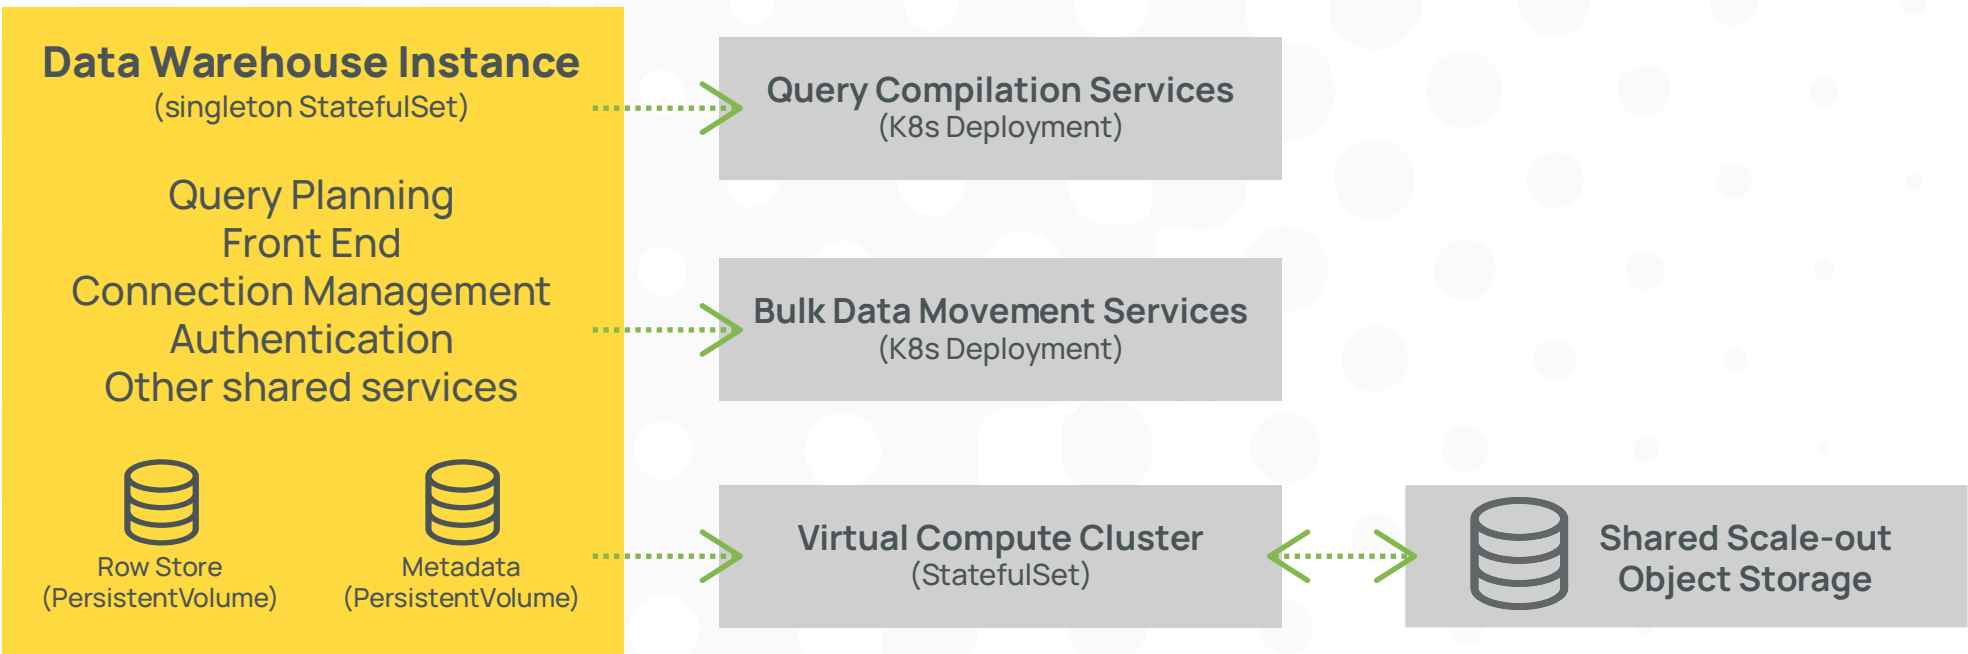 Data Warehouse Instance
(singleton StatefulSet)
Query Planning
Front End
Connection Management
Authentication
Other shared services
Row Store
(PersistentVolume)
Metadata
(PersistentVolume)
Query Compilation Services
(K8s Deployment)
Bulk Data Movement Services
(K8s Deployment)
Virtual Compute Cluster
(StatefulSet)
Shared Scale-out
Object Storage